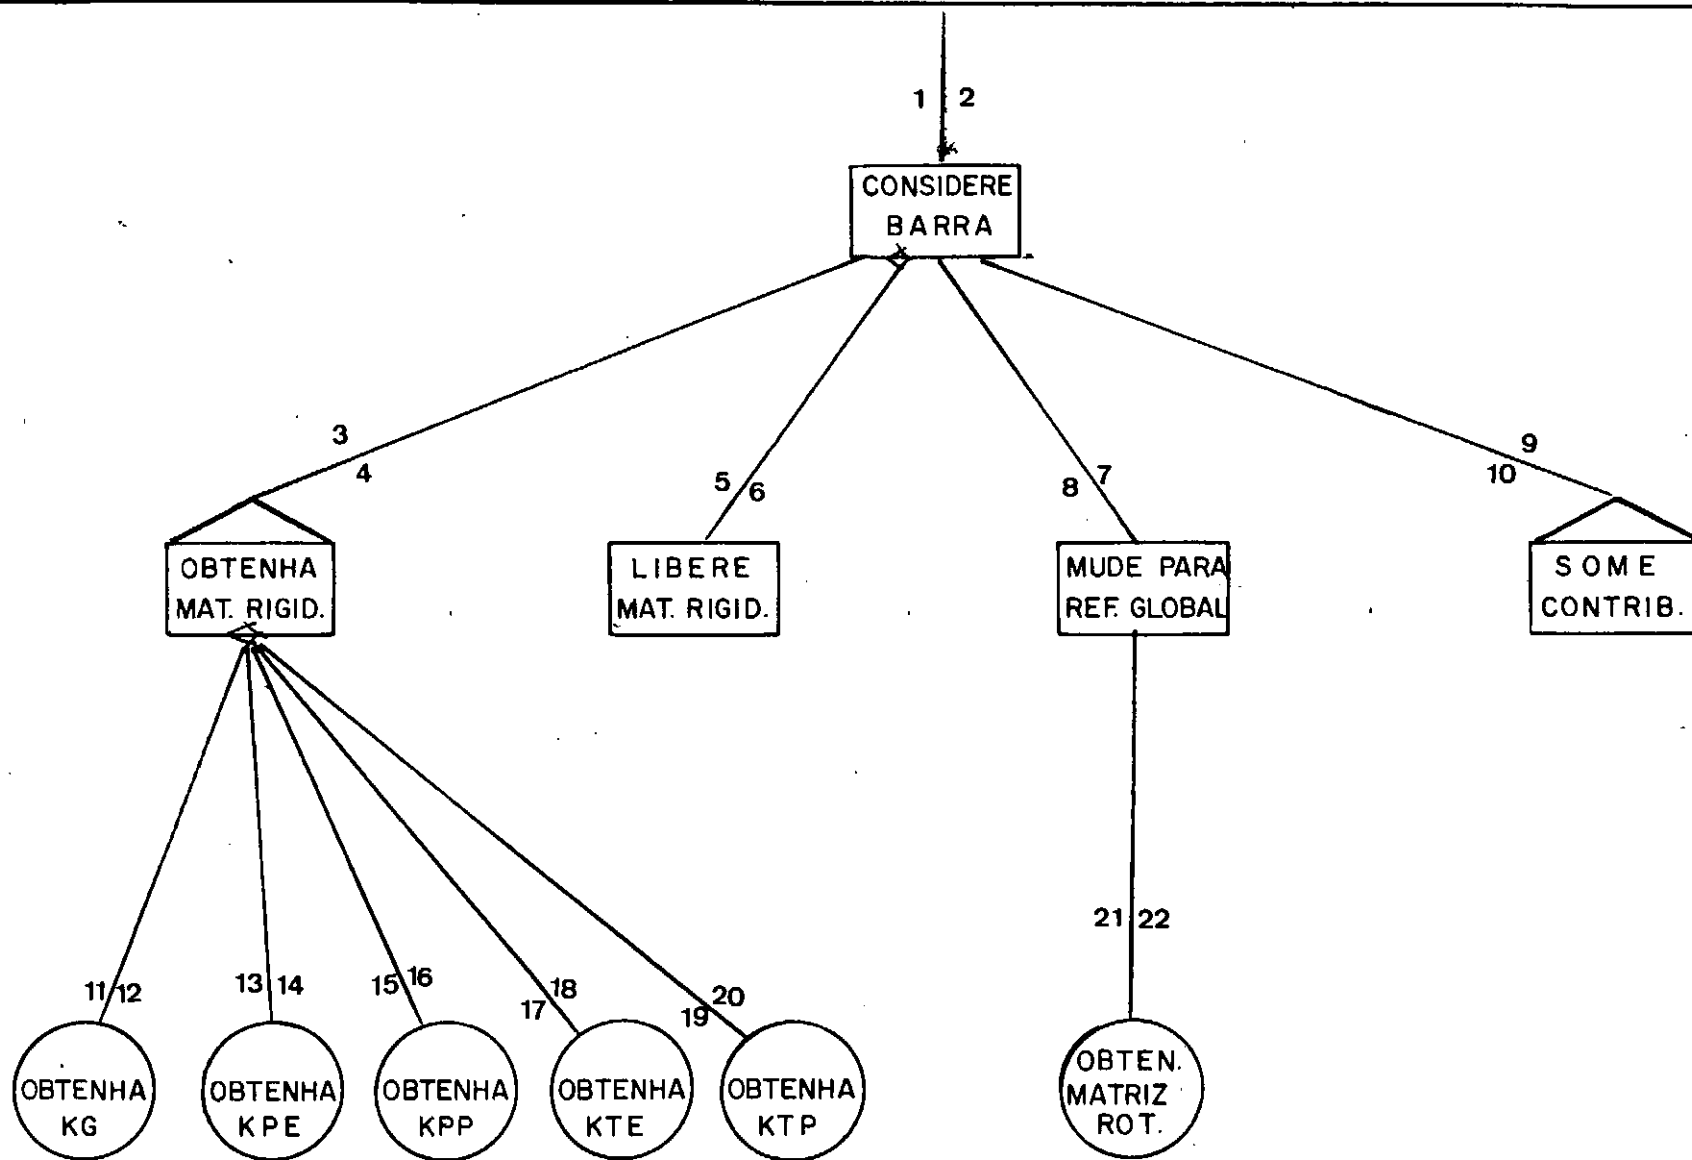 1 2
CONSIDERE
BARRA
3
4
5 6
8 7
9
10
OBTENHA
MAT. RIGID.
LIBERE
MAT. RIGID.
MUDE PARA
REF. GLOBAL
SOME
CONTRIB.
11 12
13 14
15 16
17 18
19 20
21 22
OBTENHA
KG
OBTENHA
KPE
OBTENHA
KPP
OBTENHA
KTE
OBTENHA
KTP
OBTEN.
MATRIZ
ROT.